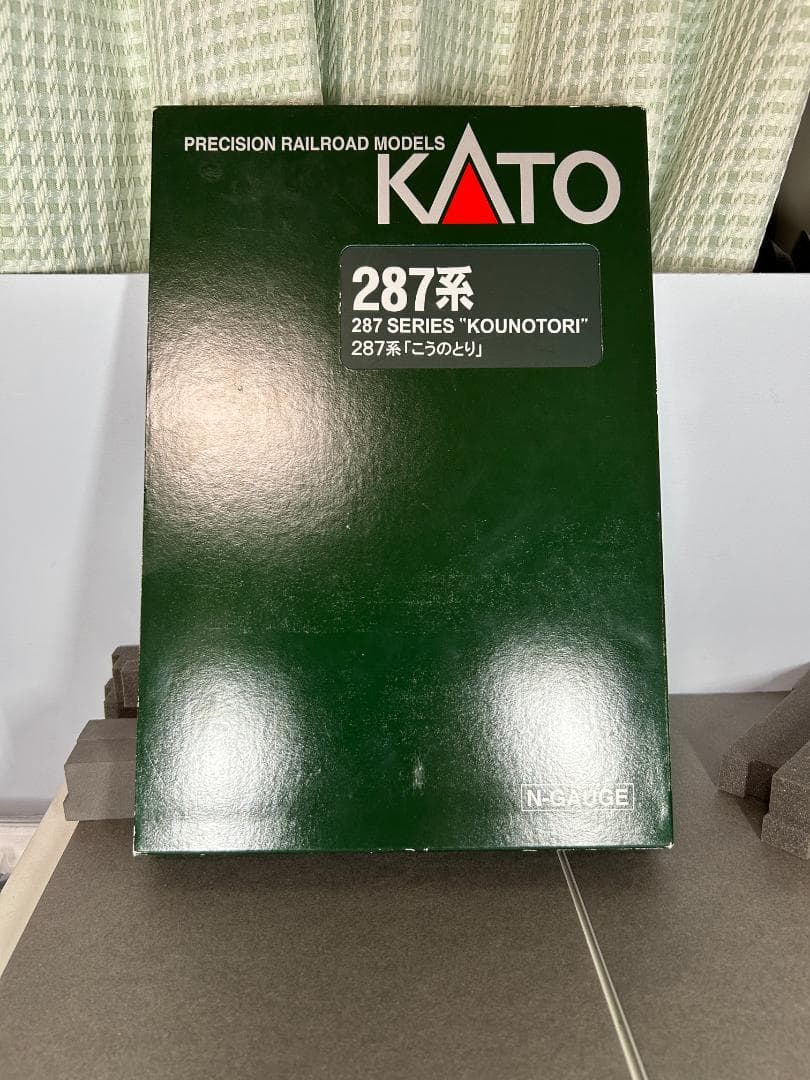 PRECISION RAILROAD MODELS
KATO
287系
287 SERIES "KOUNOTORI"
287系「こうのとり」
N-GAUGE